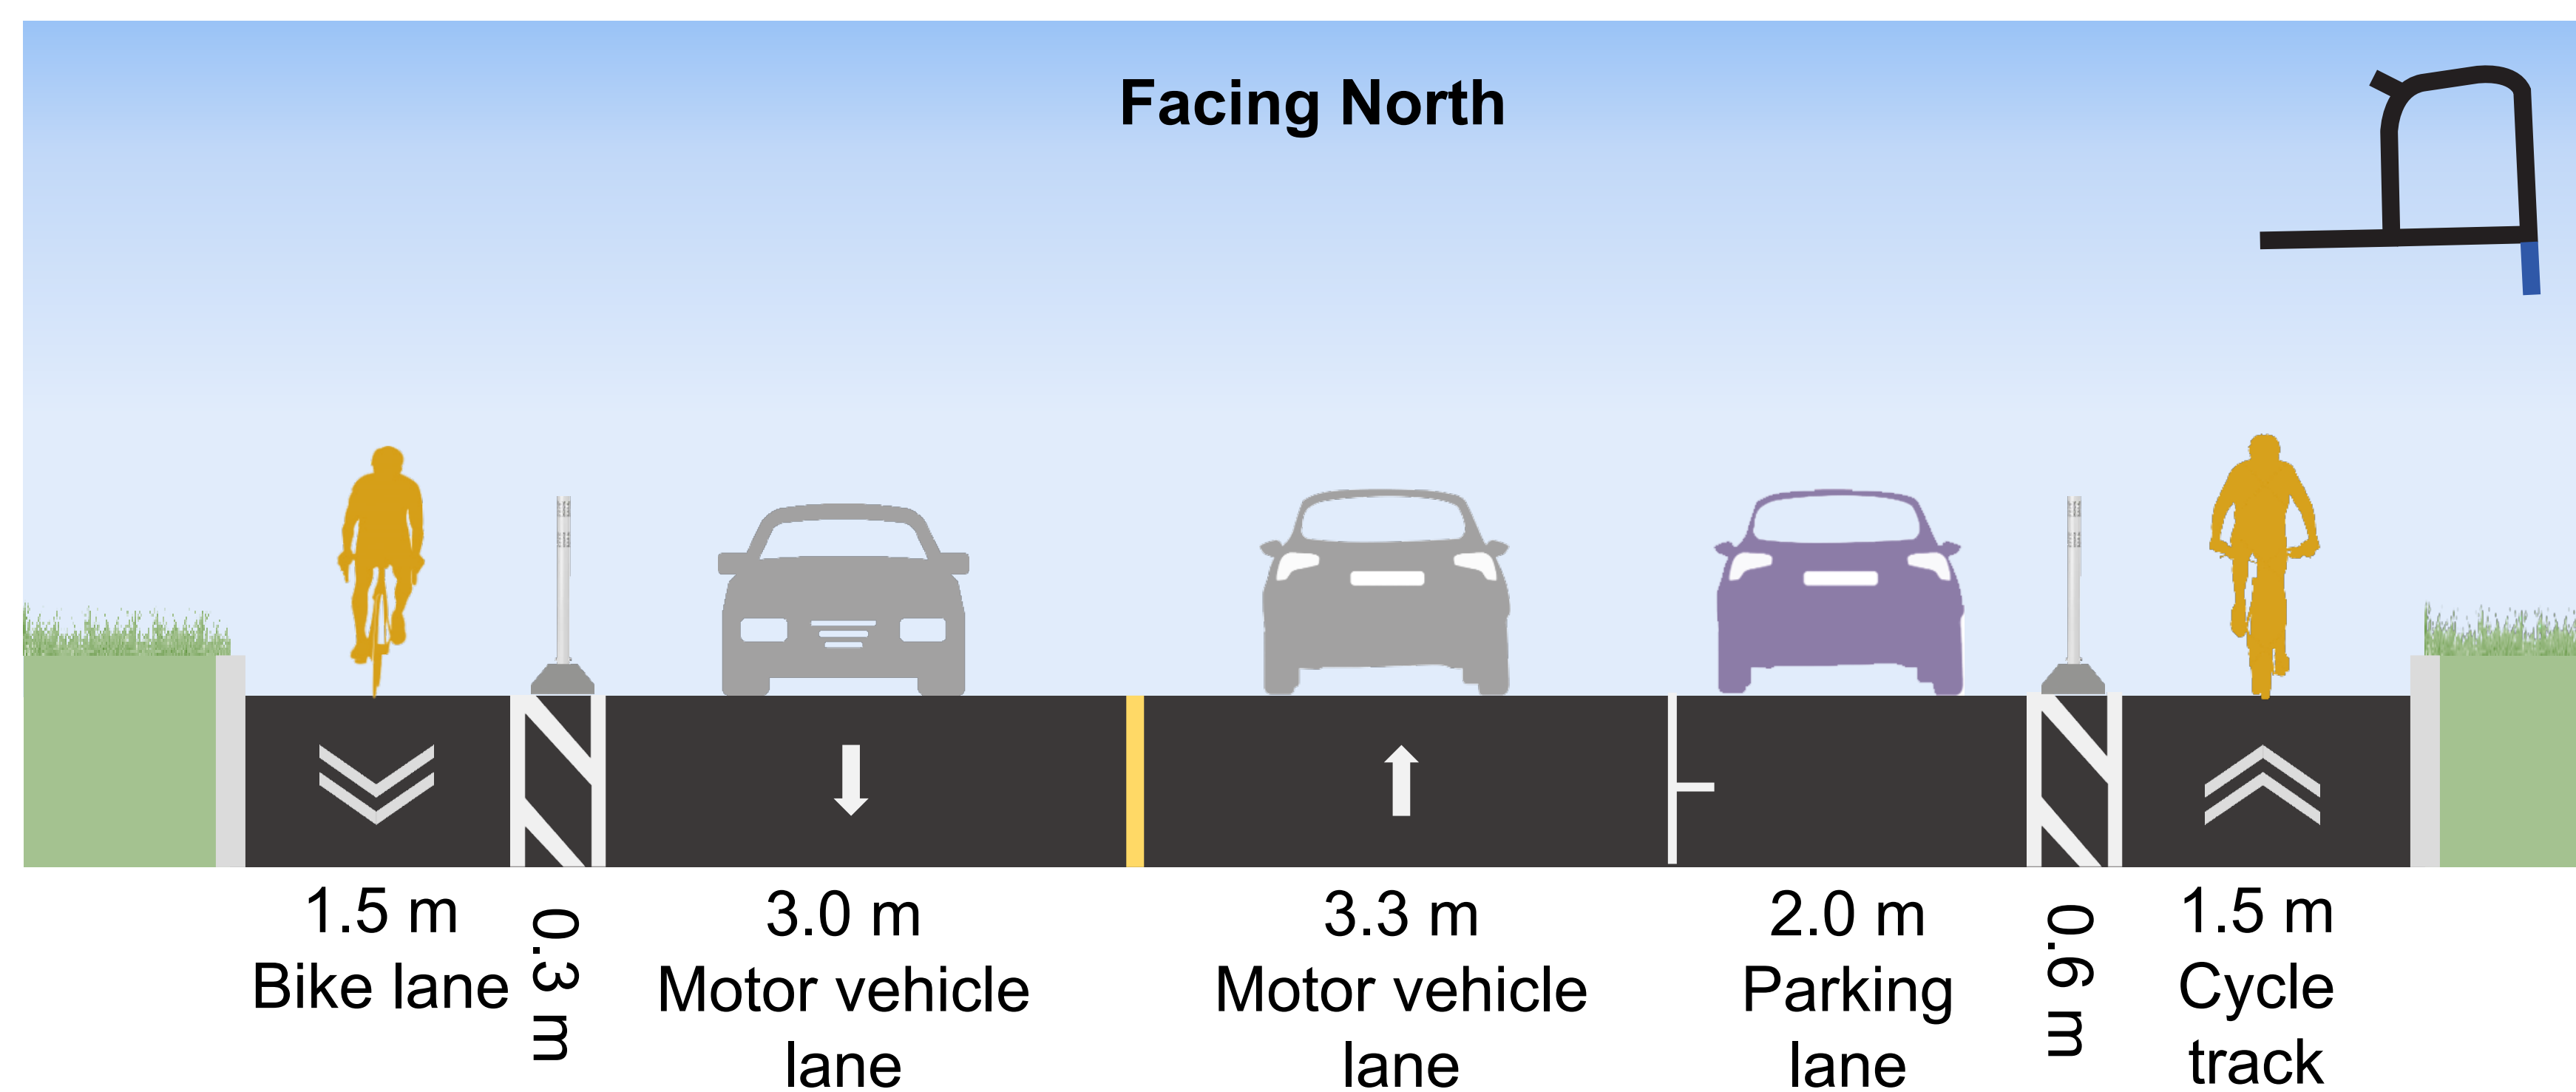 Facing North
1.5 m
Bike lane
0.3 m
3.0 m
Motor vehicle
lane
3.3 m
Motor vehicle
lane
2.0 m
Parking
lane
0.6 m
1.5 m
Cycle
track